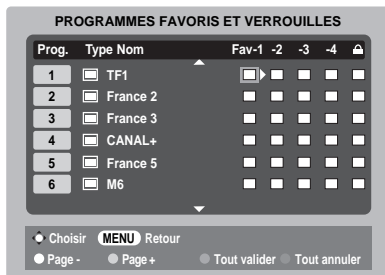 PROGRAMMES FAVORIS ET VERROUILLES
Prog. Type Nom Fav-1 -2 -3 -4
1 TF1
2 France 2
3 France 3
4 CANAL+
5 France 5
6 M6
Choisir MENU Retour
Page - Page + Tout valider Tout annuler